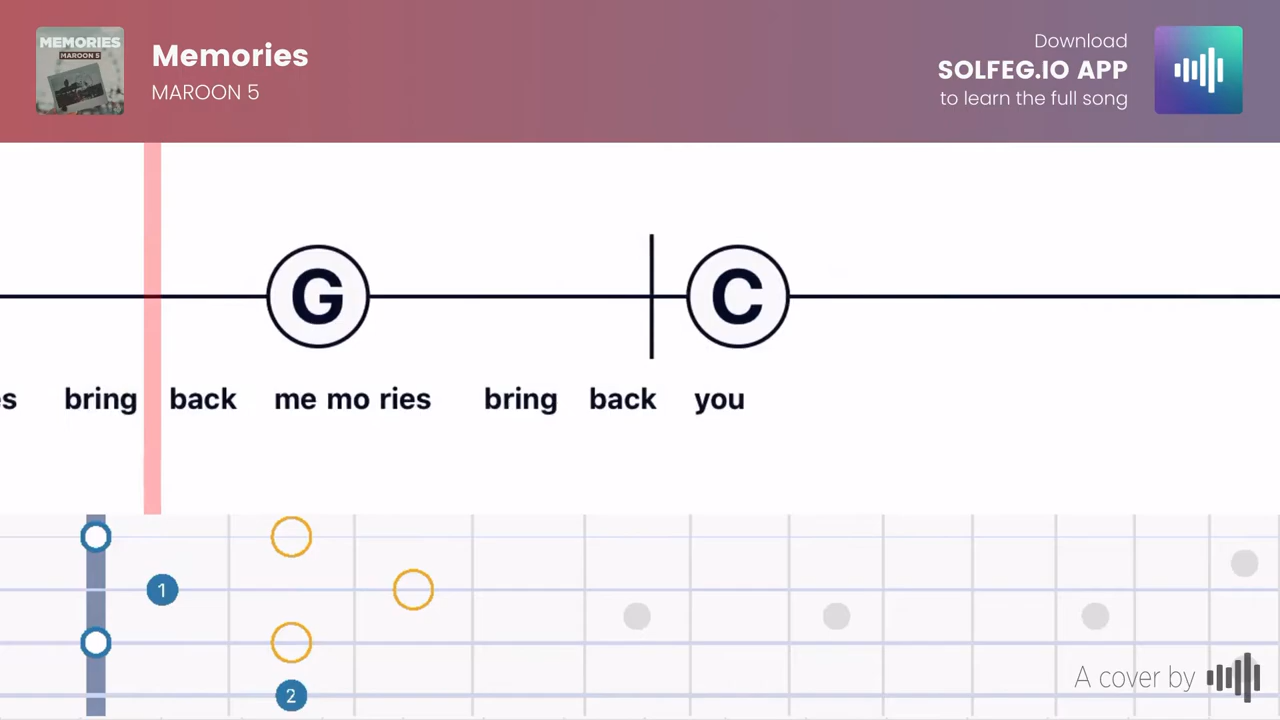 MEMORIES
MAROON 5
Memories
MAROON 5
Download
SOLFEG.IO APP
to learn the full song
G
C
es bring back me mo ries bring back you
1
2
A cover by